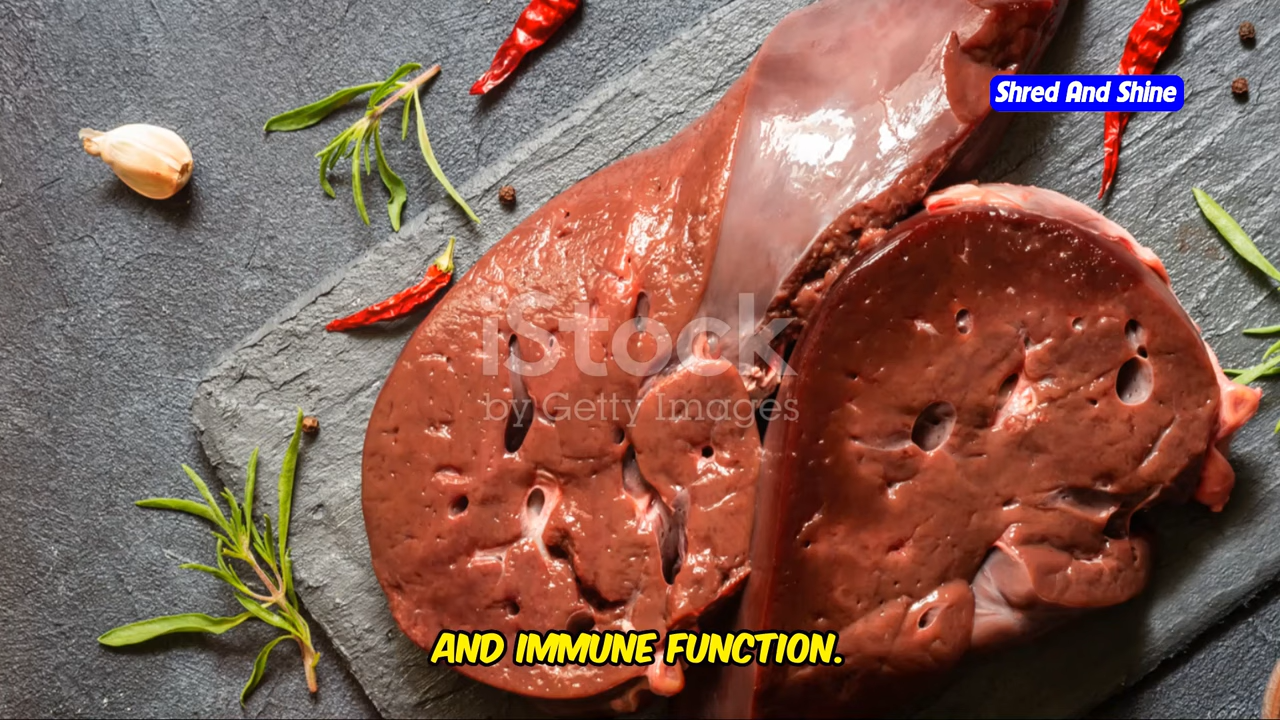 Shred And Shine
iStock
by Getty Images
AND IMMUNE FUNCTION.